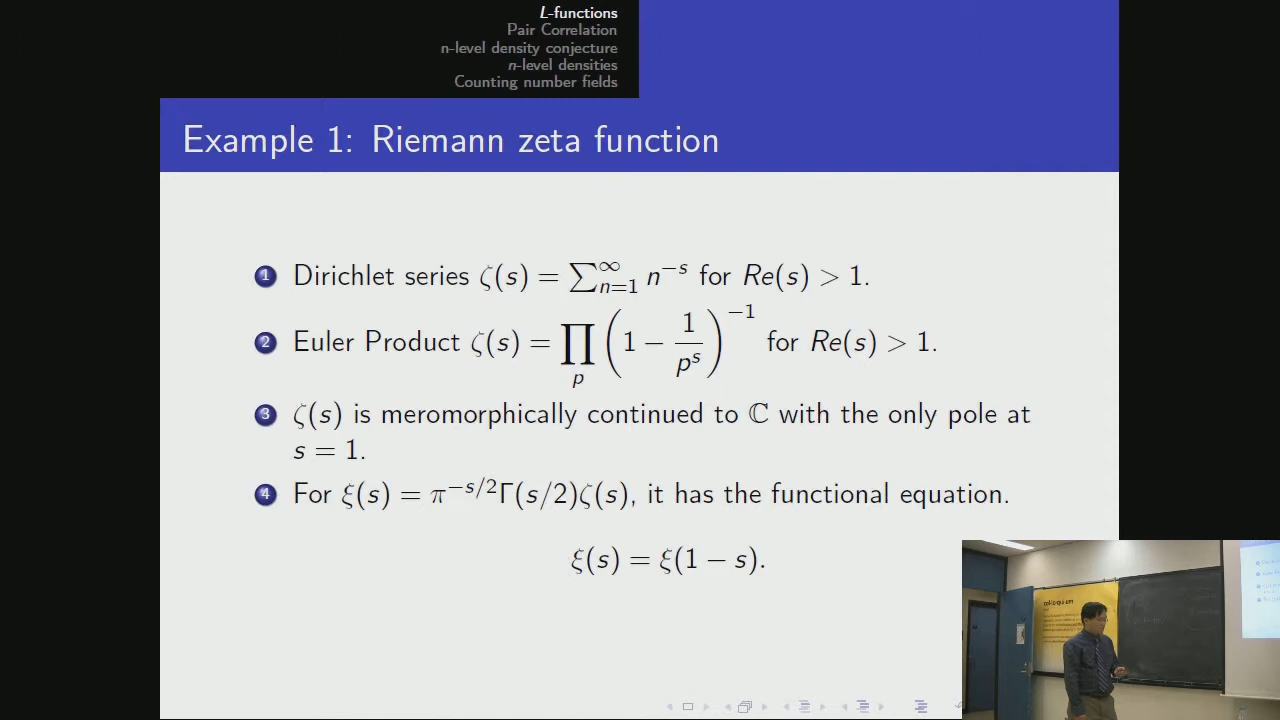 L-functions
Pair Correlation
n-level density conjecture
n-level densities
Counting number fields
Example 1: Riemann zeta function
1 Dirichlet series ζ(s) = ∑_{n=1}^{∞} n^{−s} for Re(s) > 1.
2 Euler Product ζ(s) = ∏_p (1 − 1/p^s)^{−1} for Re(s) > 1.
3 ζ(s) is meromorphically continued to ℂ with the only pole at
s = 1.
4 For ξ(s) = π^{−s/2}Γ(s/2)ζ(s), it has the functional equation.
ξ(s) = ξ(1 − s).